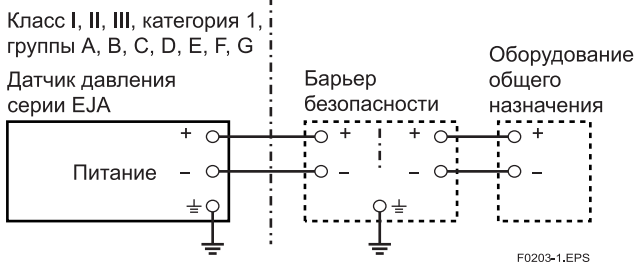 Класс I, II, III, категория 1,
группы A, B, C, D, E, F, G
Датчик давления
серии EJA
Барьер
безопасности
Оборудование
общего
назначения
+ + + +
Питание – – – –
F0203-1.EPS